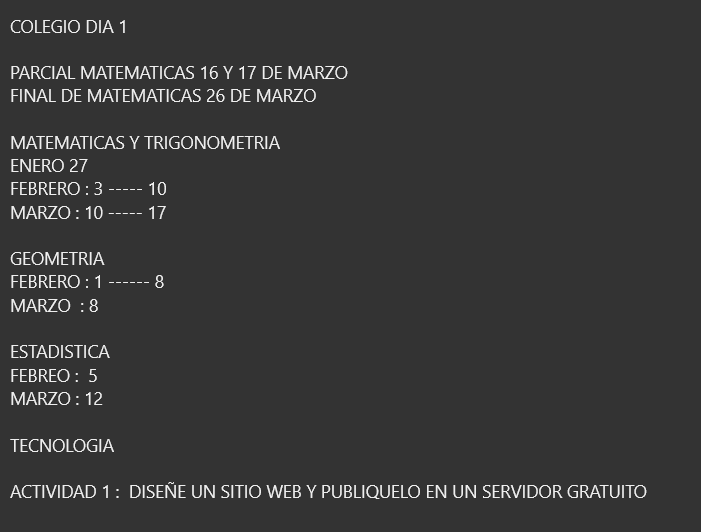 COLEGIO DIA 1
PARCIAL MATEMATICAS 16 Y 17 DE MARZO
FINAL DE MATEMATICAS 26 DE MARZO
MATEMATICAS Y TRIGONOMETRIA
ENERO 27
FEBRERO : 3 ----- 10
MARZO : 10 ----- 17
GEOMETRIA
FEBRERO : 1 ------ 8
MARZO  : 8
ESTADISTICA
FEBREO :  5
MARZO : 12
TECNOLOGIA
ACTIVIDAD 1 :  DISEÑE UN SITIO WEB Y PUBLIQUELO EN UN SERVIDOR GRATUITO